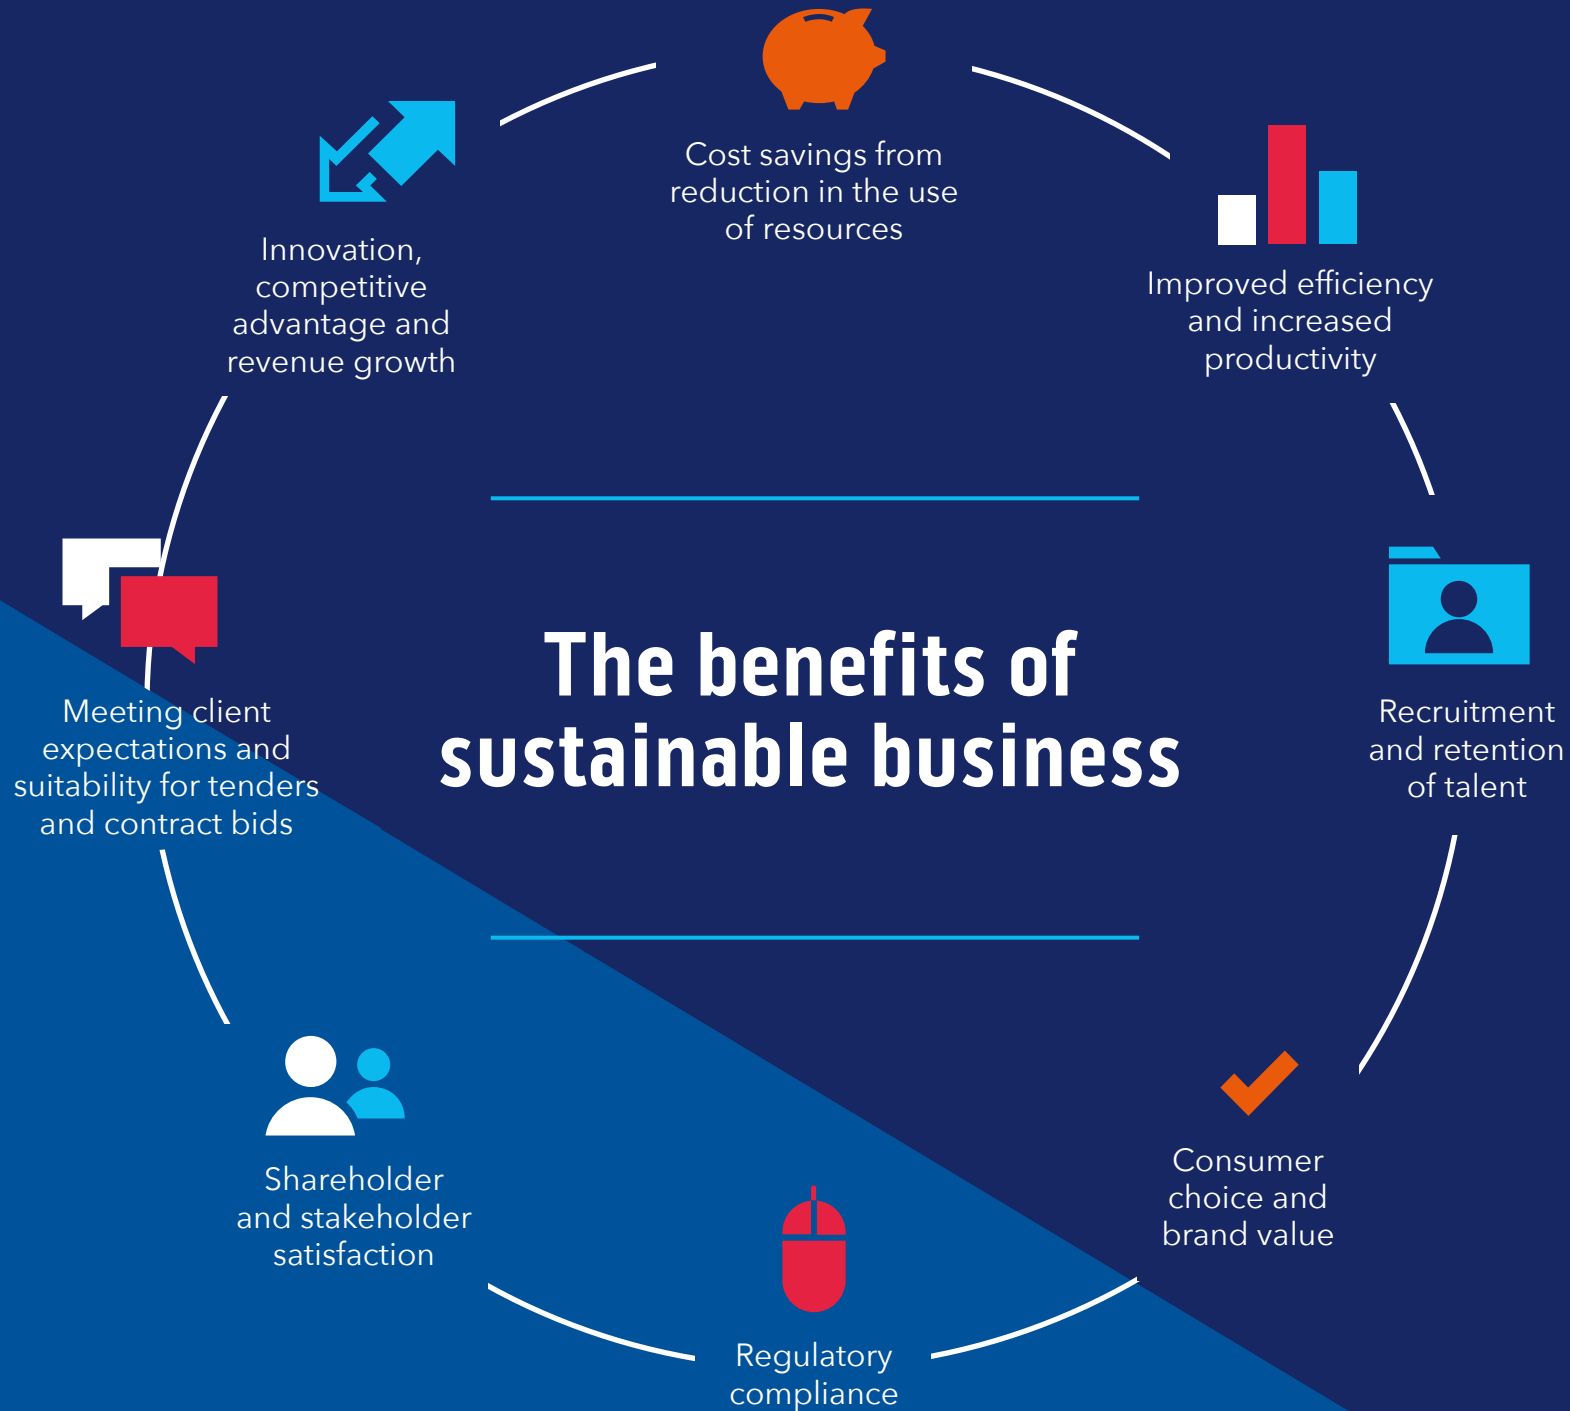 Cost savings from
reduction in the use
of resources
Improved efficiency
and increased
productivity
Recruitment
and retention
of talent
Consumer
choice and
brand value
Regulatory
compliance
Shareholder
and stakeholder
satisfaction
Meeting client
expectations and
suitability for tenders
and contract bids
Innovation,
competitive
advantage and
revenue growth
The benefits of
sustainable business